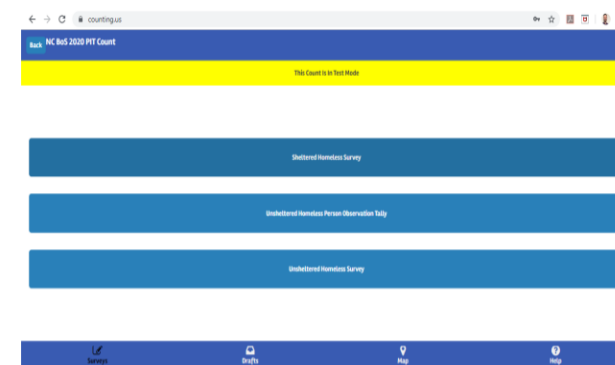 counting.us
Back NC BoS 2020 PIT Count
This Count Is In Test Mode
Sheltered Homeless Survey
Unsheltered Homeless Person Observation Tally
Unsheltered Homeless Survey
Surveys Drafts Map Help